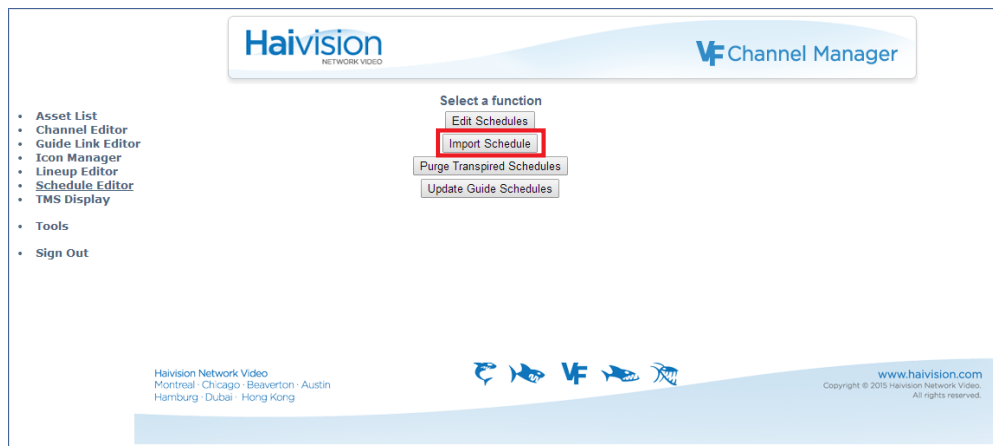 Haivision
NETWORK VIDEO
VF Channel Manager
Asset List
Channel Editor
Guide Link Editor
Icon Manager
Lineup Editor
Schedule Editor
TMS Display
Tools
Sign Out
Select a function
Edit Schedules
Import Schedule
Purge Transpired Schedules
Update Guide Schedules
Haivision Network Video
Montreal · Chicago · Beaverton · Austin
Hamburg · Dubai · Hong Kong
VF
www.haivision.com
Copyright © 2015 Haivision Network Video.
All rights reserved.